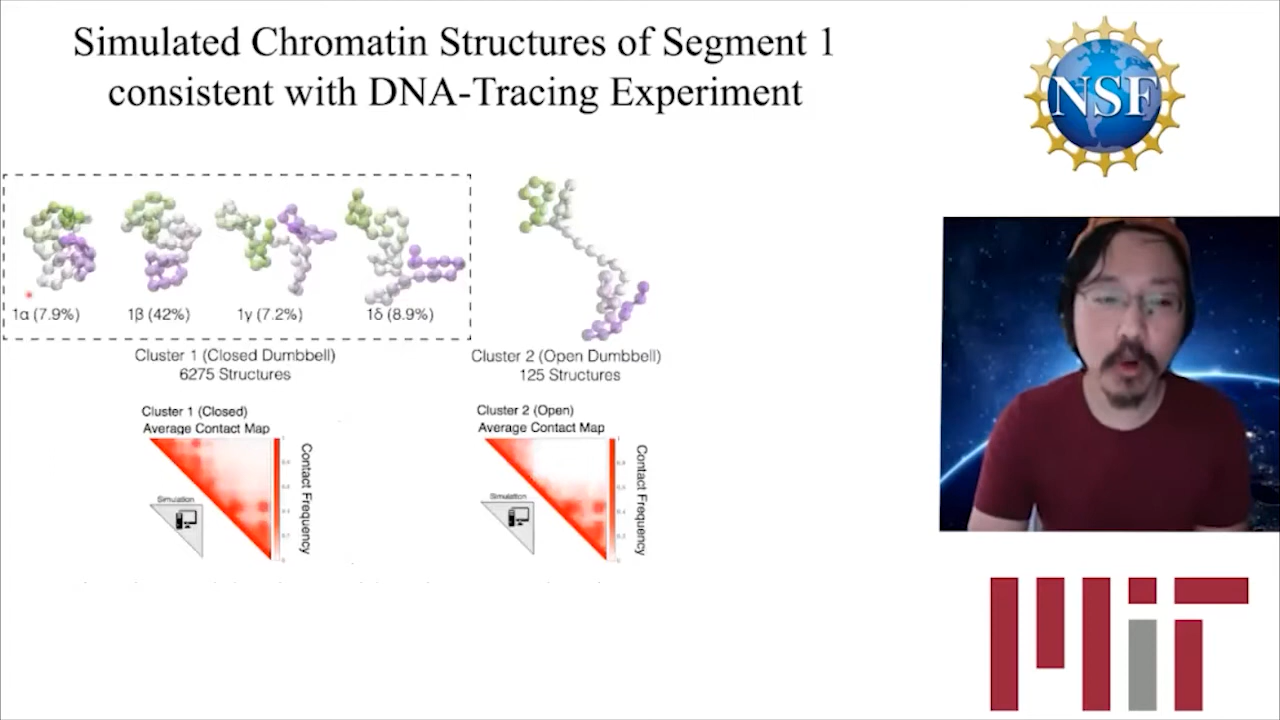 Simulated Chromatin Structures of Segment 1
consistent with DNA-Tracing Experiment
NSF
1α (7.9%)
1β (42%)
1γ (7.2%)
1δ (8.9%)
Cluster 1 (Closed Dumbbell)
6275 Structures
Cluster 2 (Open Dumbbell)
125 Structures
Cluster 1 (Closed)
Average Contact Map
Contact Frequency
Simulation
Cluster 2 (Open)
Average Contact Map
Contact Frequency
Simulation
MIT